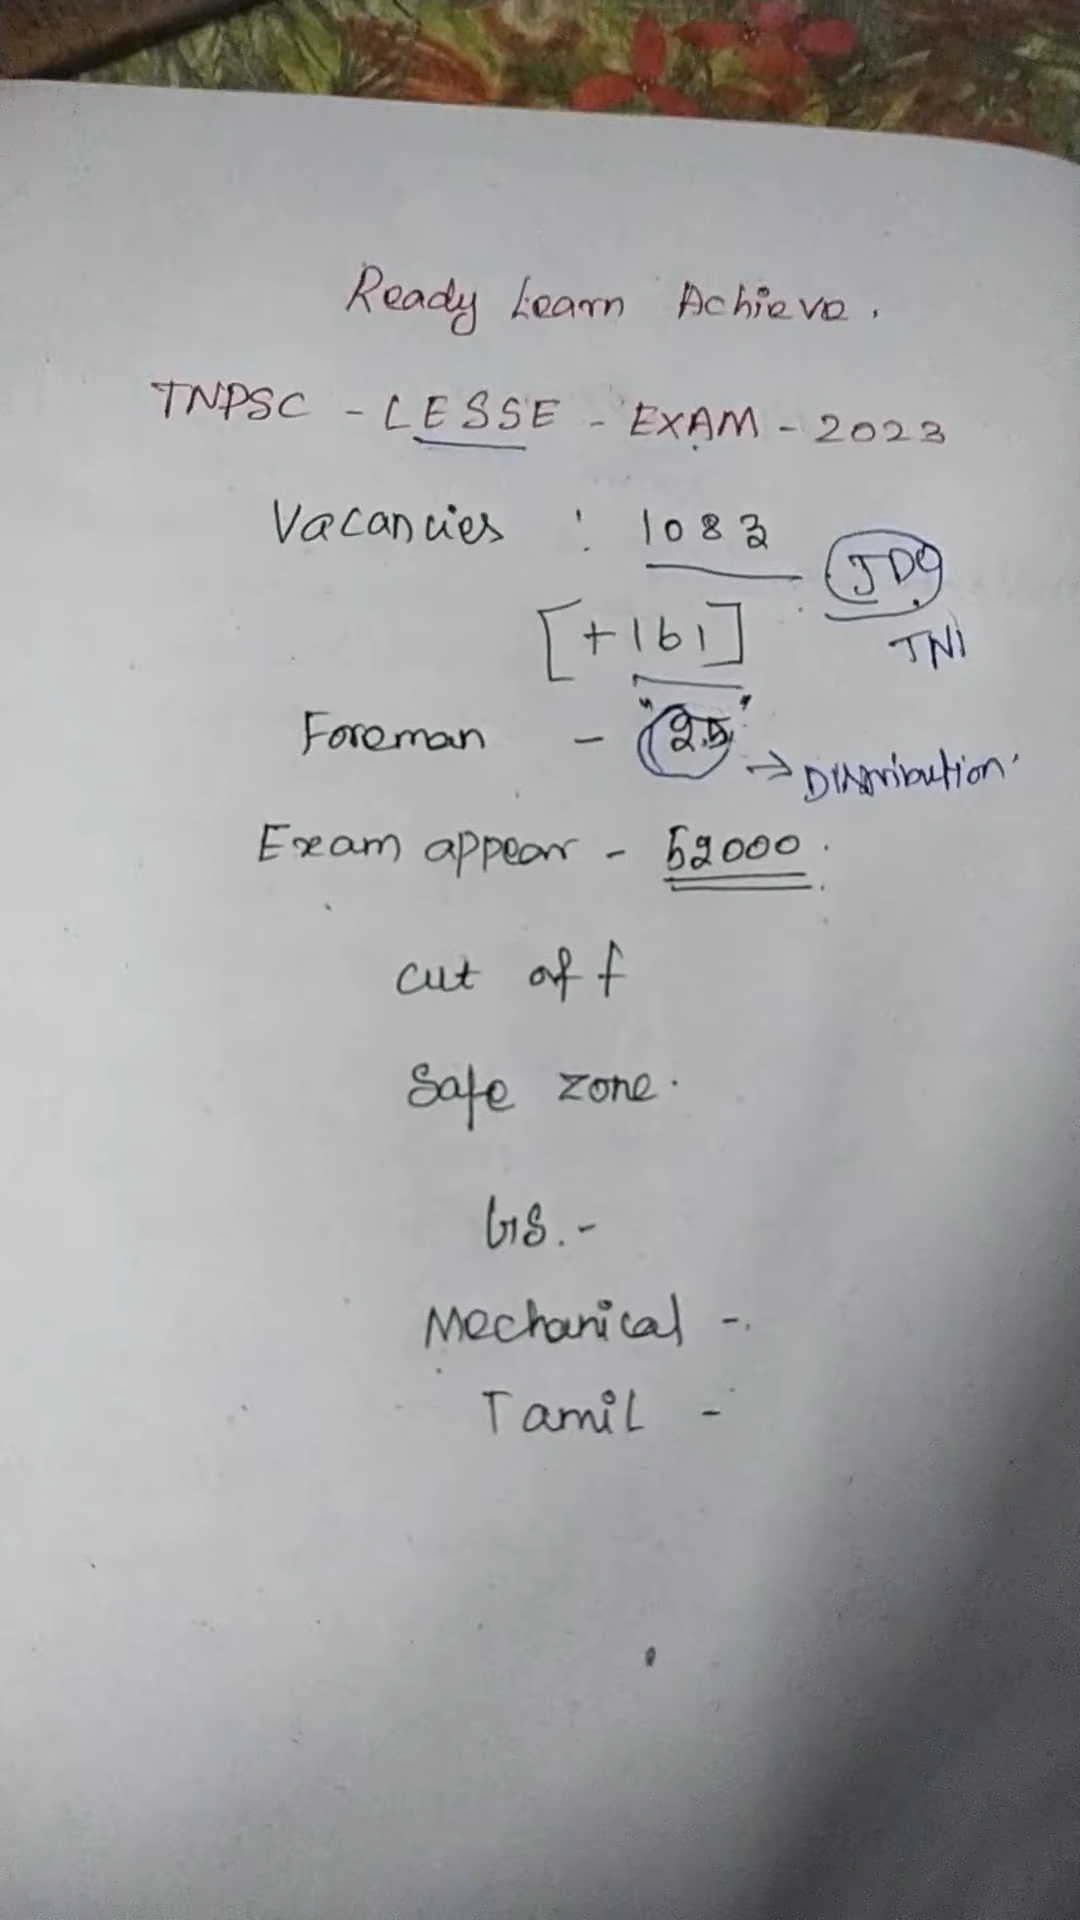 Ready Learn Achieve.
TNPSC - LESSE - EXAM - 2023
Vacancies : 1083
JDO
[+161]
TNI
Foreman - "25"
→ Distribution.
Exam appear - 52000.
cut off
Safe zone.
GS. -
Mechanical -.
Tamil -